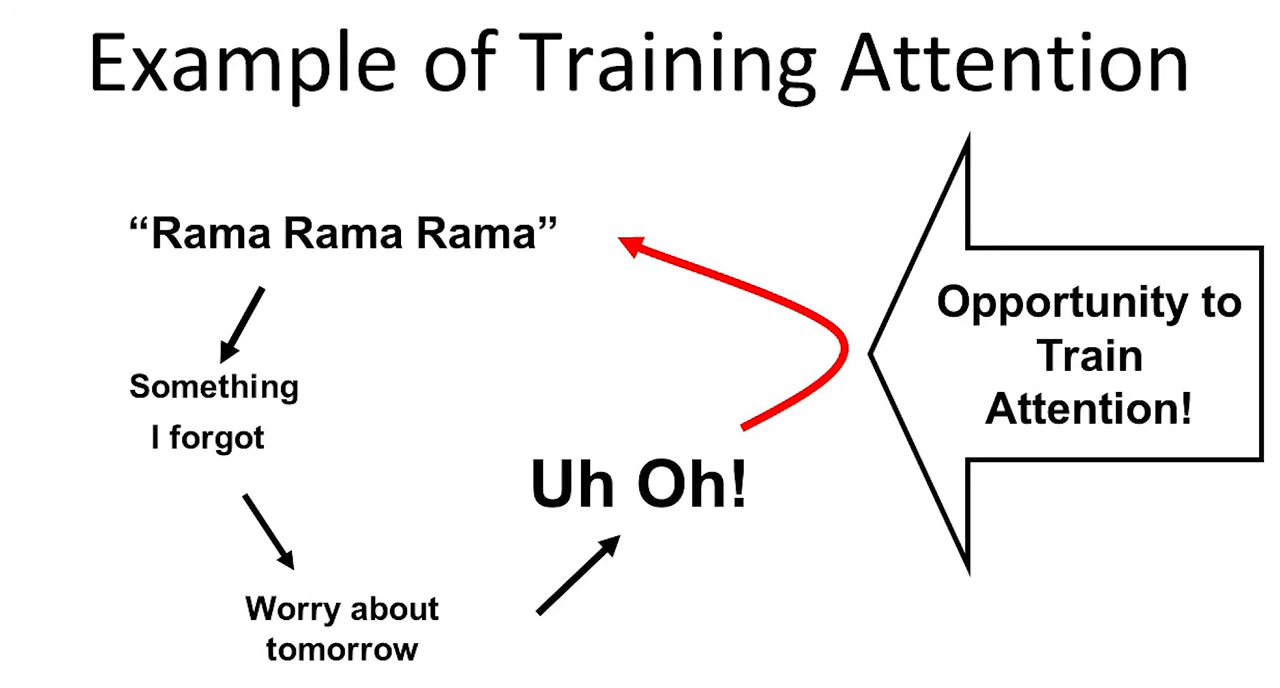 Example of Training Attention
“Rama Rama Rama”
Something
I forgot
Worry about
tomorrow
Uh Oh!
Opportunity to
Train
Attention!